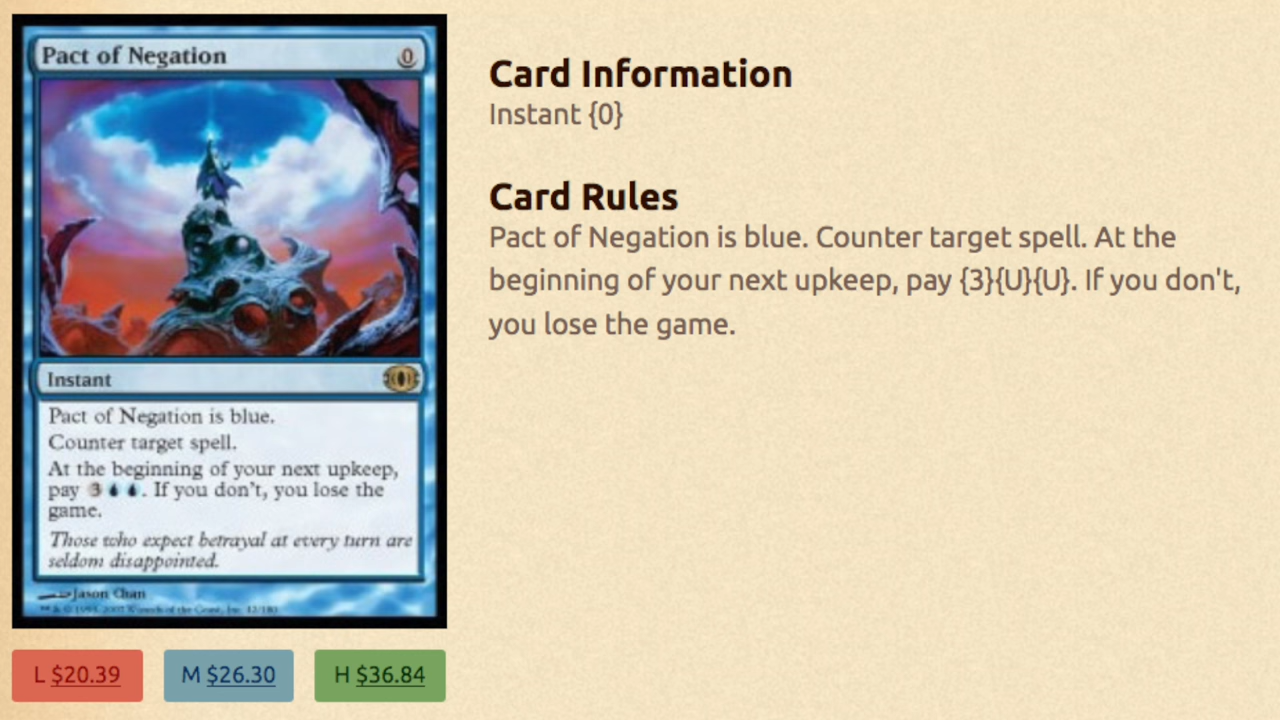 Pact of Negation 0
Instant
Pact of Negation is blue.
Counter target spell.
At the beginning of your next upkeep,
pay 3. If you don't, you lose the
game.
Those who expect betrayal at every turn are
seldom disappointed.
Jason Chan
L $20.39 M $26.30 H $36.84
Card Information
Instant {0}
Card Rules
Pact of Negation is blue. Counter target spell. At the
beginning of your next upkeep, pay {3}{U}{U}. If you don't,
you lose the game.